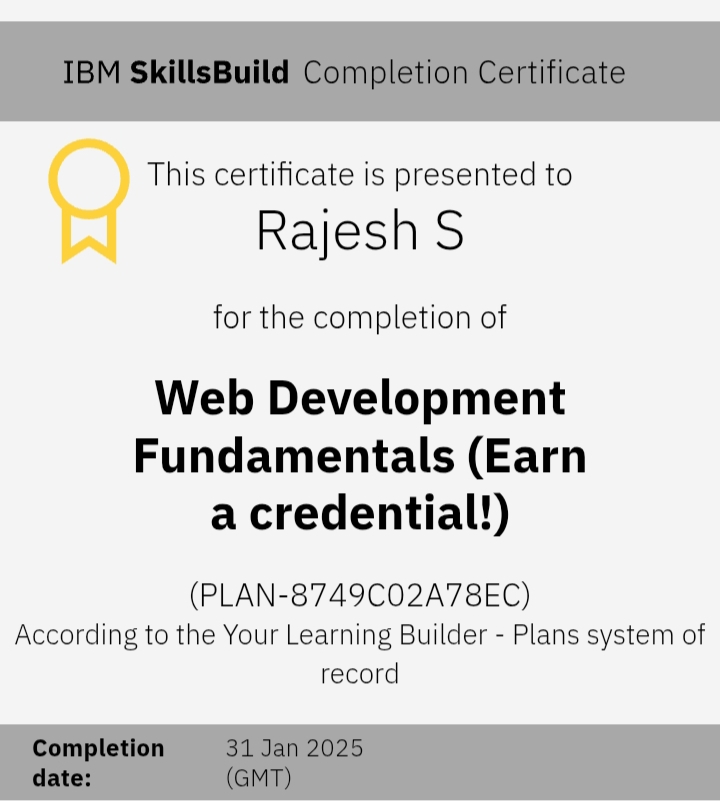 IBM SkillsBuild Completion Certificate
This certificate is presented to
Rajesh S
for the completion of
Web Development
Fundamentals (Earn
a credential!)
(PLAN-8749C02A78EC)
According to the Your Learning Builder - Plans system of
record
Completion
date:
31 Jan 2025
(GMT)